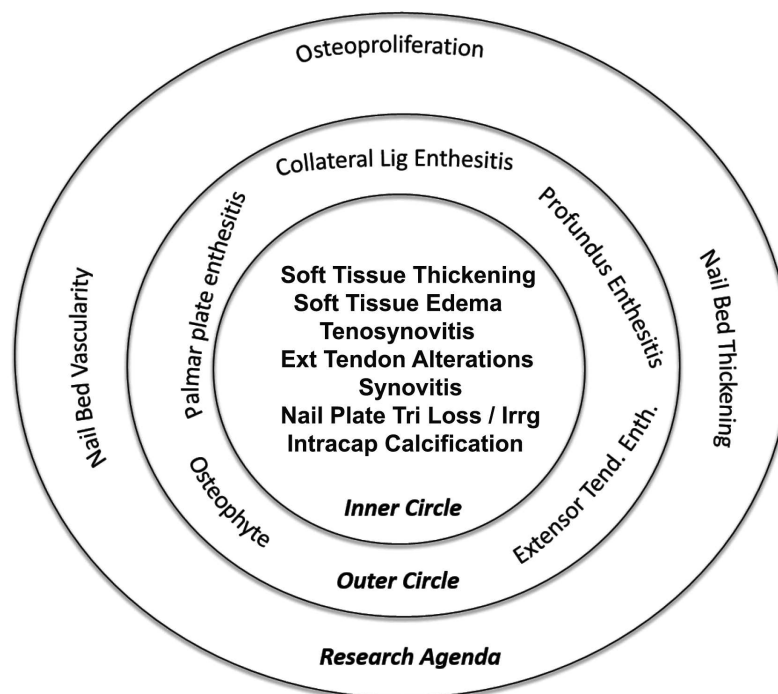 Osteoproliferation
Collateral Lig Enthesitis
Palmar plate enthesitis
Profundus Enthesitis
Nail Bed Vascularity
Nail Bed Thickening
Soft Tissue Thickening
Soft Tissue Edema
Tenosynovitis
Ext Tendon Alterations
Synovitis
Nail Plate Tri Loss / Irrg
Intracap Calcification
Osteophyte
Extensor Tend. Enth.
Inner Circle
Outer Circle
Research Agenda